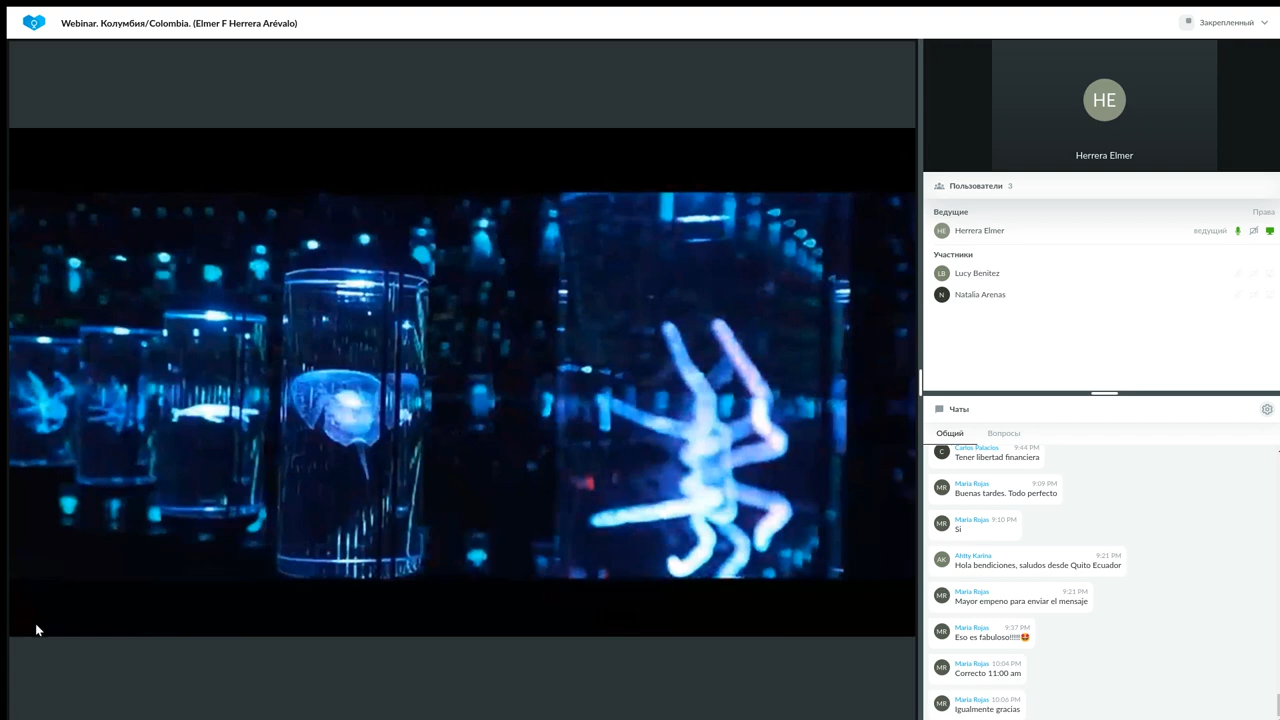 Webinar. Колумбия/Colombia. (Elmer F Herrera Arévalo)
Закрепленный
HE
Herrera Elmer
Пользователи 3
Ведущие Права
HE Herrera Elmer ведущий
Участники
LB Lucy Benitez
N Natalia Arenas
Чаты
Общий Вопросы
Carlos Palacios 9:44 PM
C Tener libertad financiera
MR Maria Rojas 9:09 PM
Buenas tardes. Todo perfecto
MR Maria Rojas 9:10 PM
Si
AK Ahtty Karina 9:21 PM
Hola bendiciones, saludos desde Quito Ecuador
MR Maria Rojas 9:21 PM
Mayor empeno para enviar el mensaje
MR Maria Rojas 9:37 PM
Eso es fabuloso!!!!!🤩
MR Maria Rojas 10:04 PM
Correcto 11:00 am
MR Maria Rojas 10:06 PM
Igualmente gracias